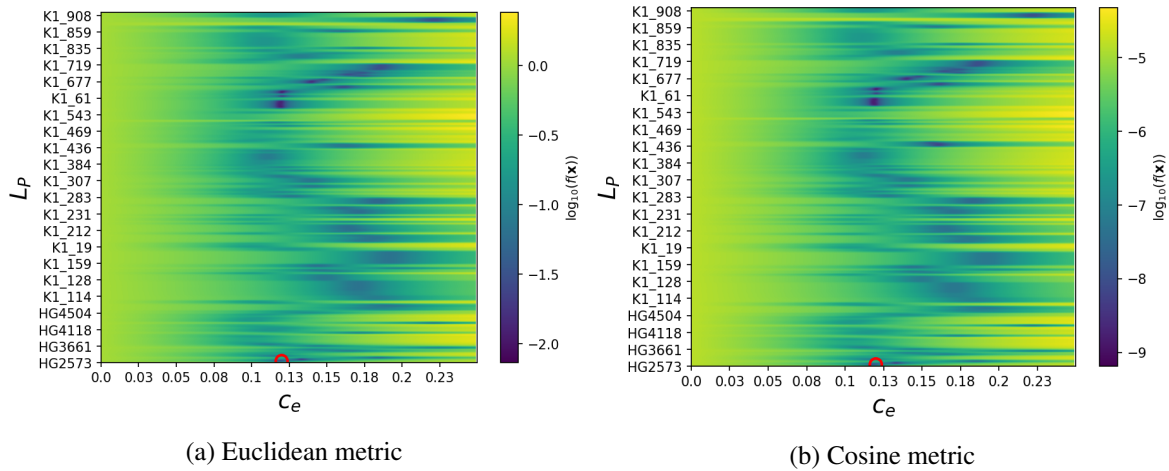 K1_908
K1_859
K1_835
K1_719
K1_677
K1_61
K1_543
K1_469
K1_436
K1_384
K1_307
K1_283
K1_231
K1_212
K1_19
K1_159
K1_128
K1_114
HG4504
HG4118
HG3661
HG2573
L_P
0.0 0.03 0.05 0.08 0.1 0.13 0.15 0.18 0.2 0.23
c_e
0.0
−0.5
−1.0
−1.5
−2.0
log₁₀(f(x))
(a) Euclidean metric
K1_908
K1_859
K1_835
K1_719
K1_677
K1_61
K1_543
K1_469
K1_436
K1_384
K1_307
K1_283
K1_231
K1_212
K1_19
K1_159
K1_128
K1_114
HG4504
HG4118
HG3661
HG2573
L_P
0.0 0.03 0.05 0.08 0.1 0.13 0.15 0.18 0.2 0.23
c_e
−5
−6
−7
−8
−9
log₁₀(f(x))
(b) Cosine metric